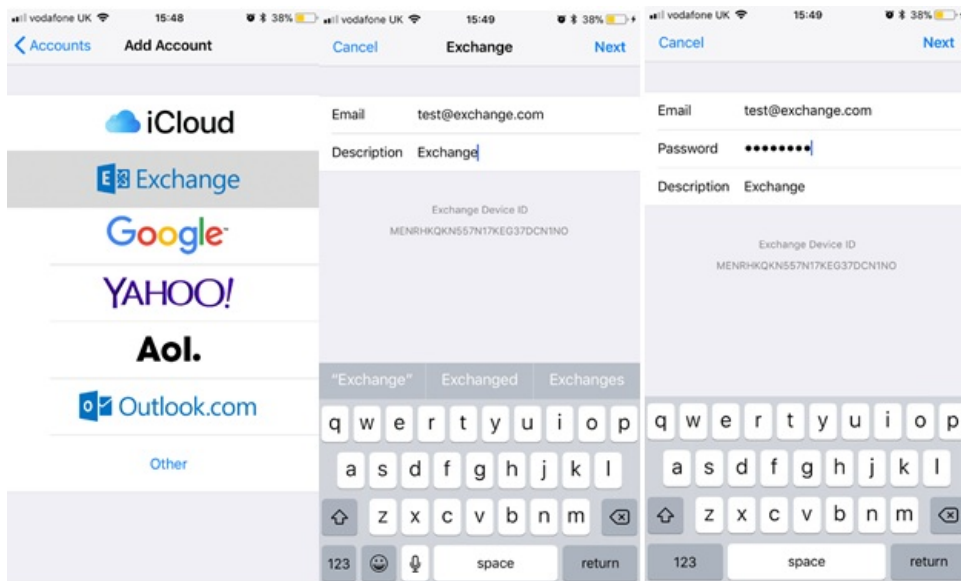 vodafone UK 15:48 38%
Accounts Add Account
iCloud
Exchange
Google
YAHOO!
Aol.
Outlook.com
Other
vodafone UK 15:49 38%
Cancel Exchange Next
Email test@exchange.com
Description Exchange
Exchange Device ID
MENRHKQKN557N17KEG37DCN1NO
"Exchange" Exchanged Exchanges
q w e r t y u i o p
a s d f g h j k l
z x c v b n m
123 space return
vodafone UK 15:49 38%
Cancel Next
Email test@exchange.com
Password ••••••••
Description Exchange
Exchange Device ID
MENRHKQKN557N17KEG37DCN1NO
q w e r t y u i o p
a s d f g h j k l
z x c v b n m
123 space return